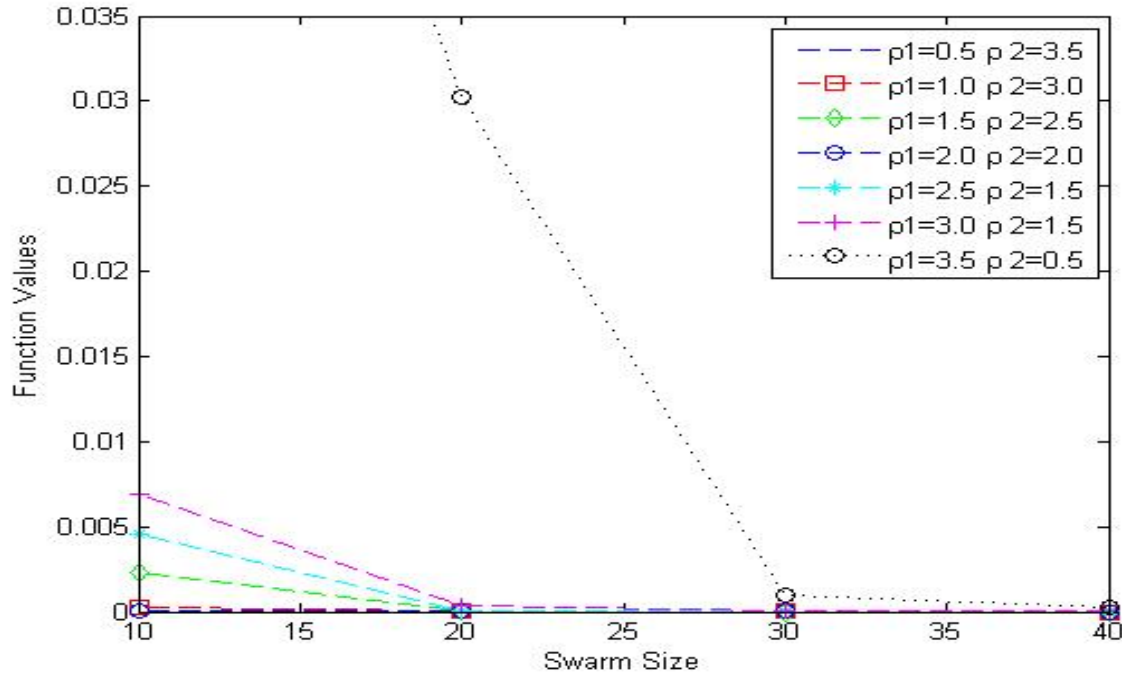 0.035
0.03
0.025
0.02
0.015
0.01
0.005
0
Function Values
10 15 20 25 30 35 40
Swarm Size
ρ1=0.5 ρ 2=3.5
ρ1=1.0 ρ 2=3.0
ρ1=1.5 ρ 2=2.5
ρ1=2.0 ρ 2=2.0
ρ1=2.5 ρ 2=1.5
ρ1=3.0 ρ 2=1.5
ρ1=3.5 ρ 2=0.5